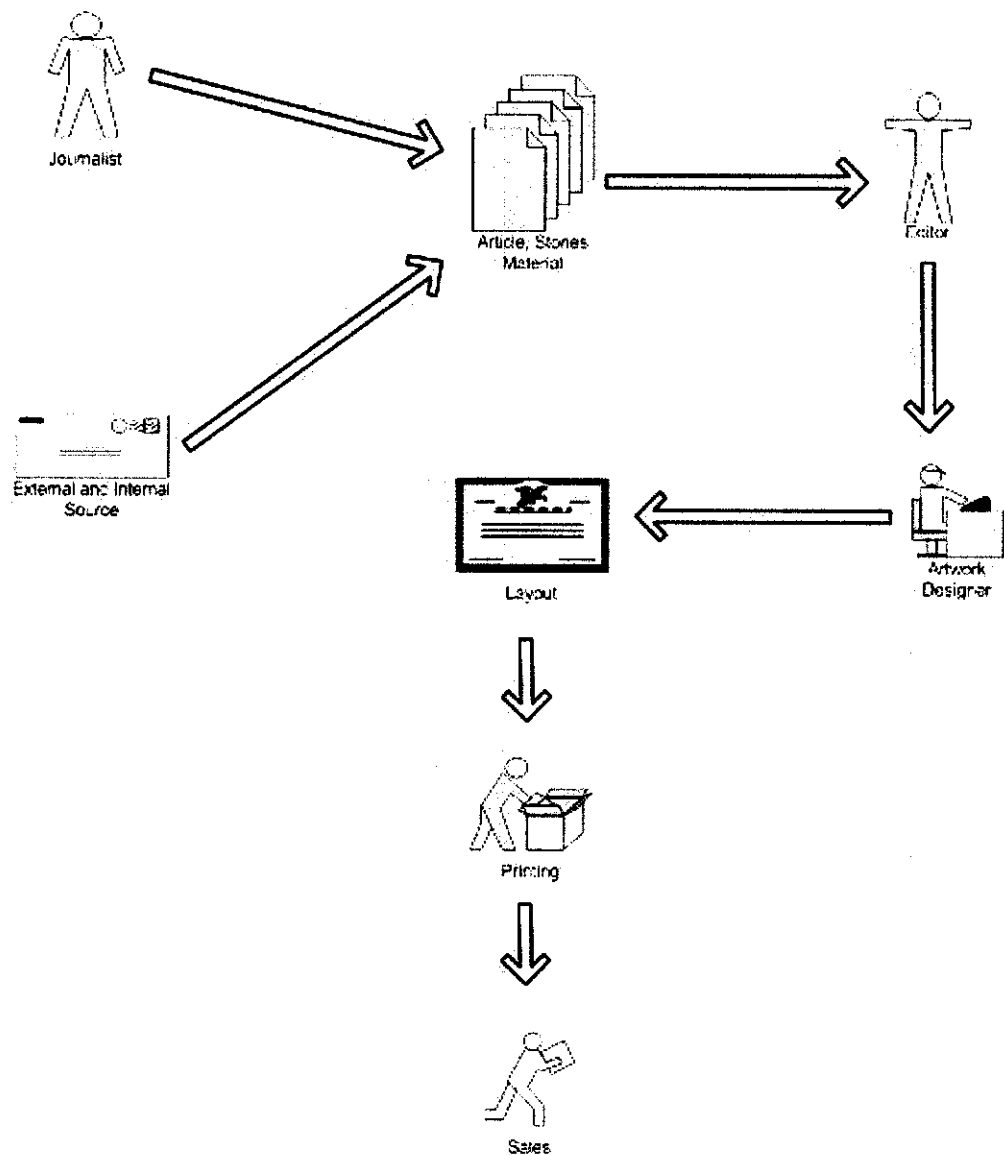 Journalist
Article, Stories
Material
Editor
External and Internal
Source
Layout
Artwork
Designer
Printing
Sales